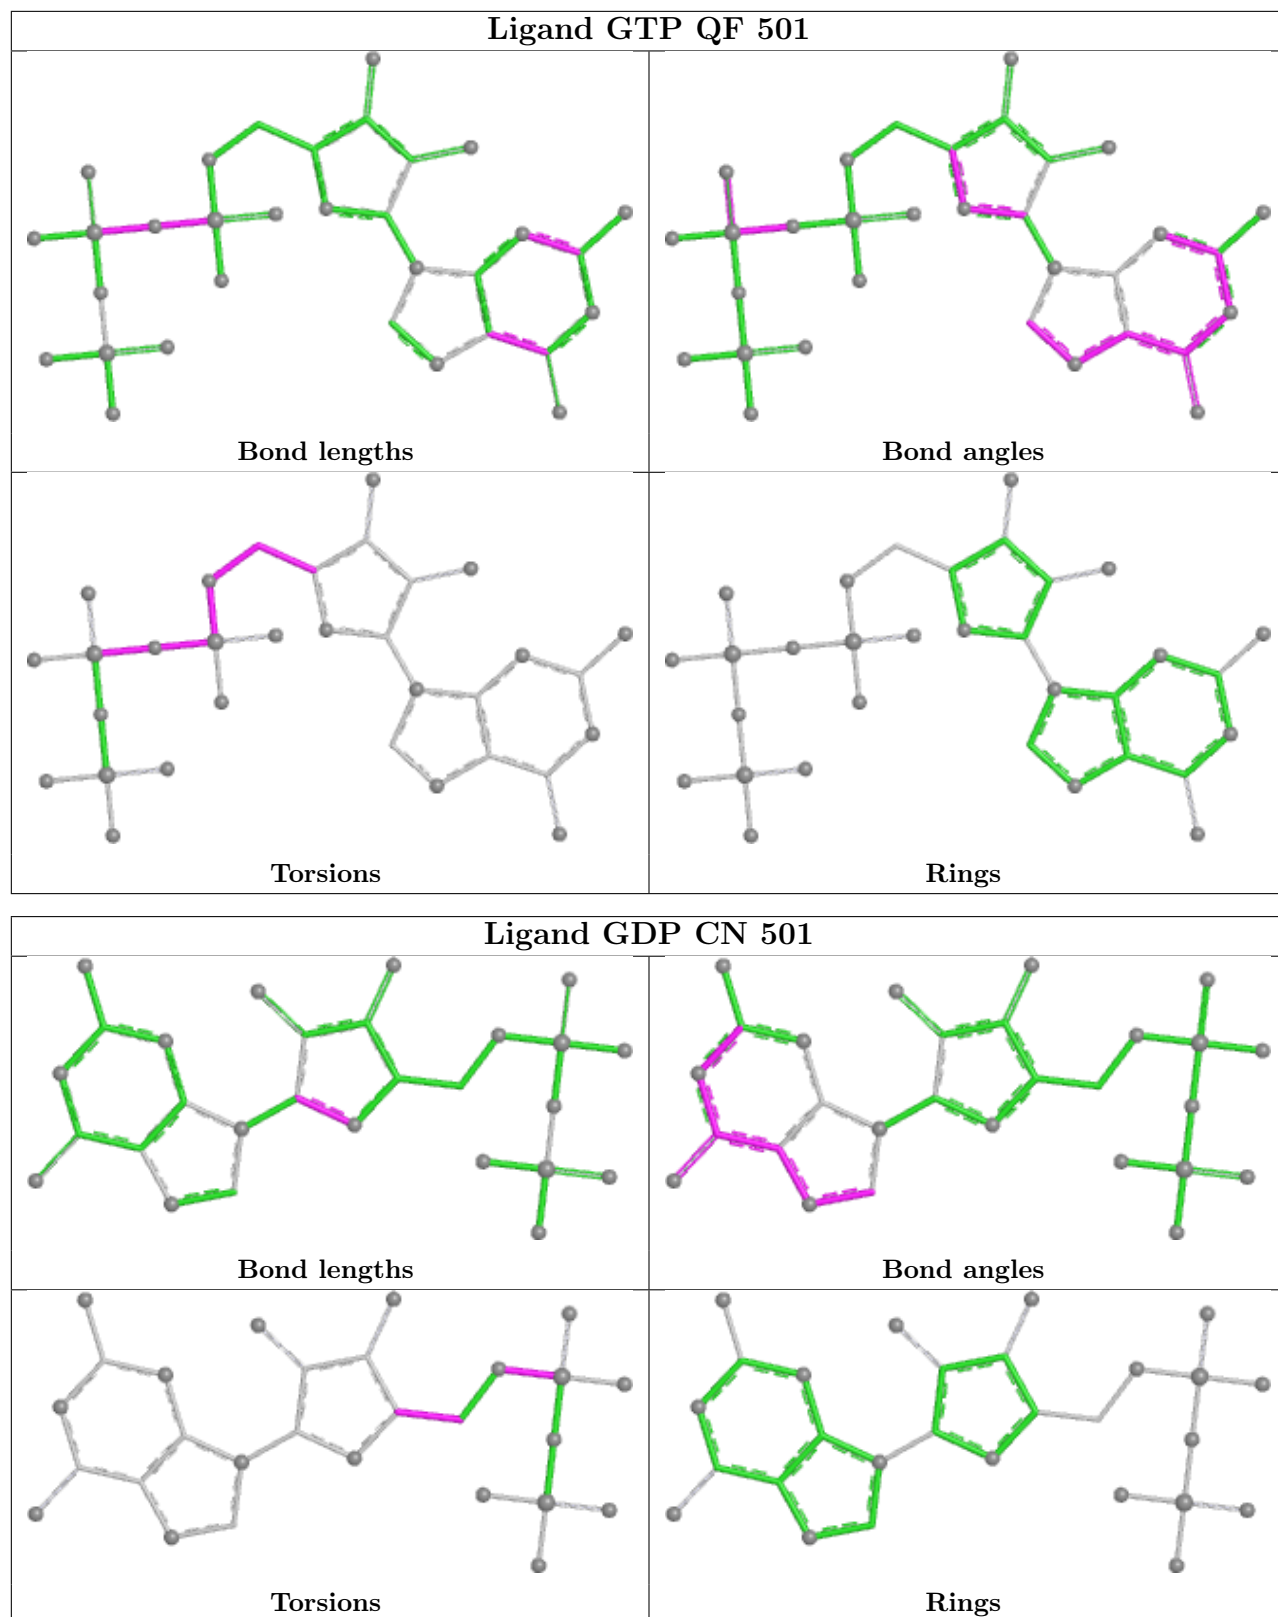 Ligand GTP QF 501
Bond lengths
Bond angles
Torsions
Rings
Ligand GDP CN 501
Bond lengths
Bond angles
Torsions
Rings